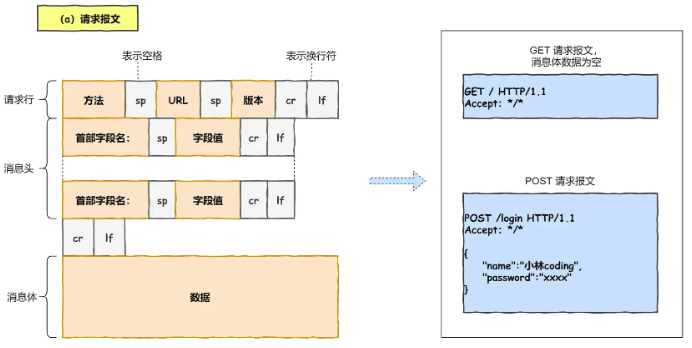 (a) 请求报文
表示空格
表示换行符
请求行
方法 sp URL sp 版本 cr lf
消息头
首部字段名: sp 字段值 cr lf
首部字段名: sp 字段值 cr lf
cr lf
消息体
数据
GET 请求报文,
消息体数据为空
GET / HTTP/1.1
Accept: */*
POST 请求报文
POST /login HTTP/1.1
Accept: */*
{
"name":"小林coding",
"password":"xxxx"
}